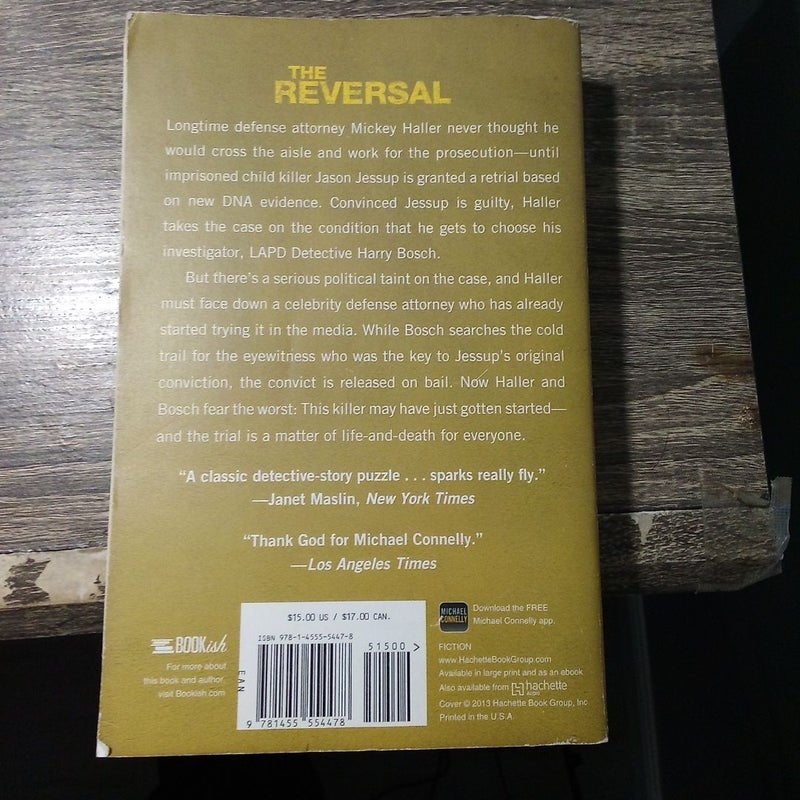 THE
REVERSAL
Longtime defense attorney Mickey Haller never thought he
would cross the aisle and work for the prosecution—until
imprisoned child killer Jason Jessup is granted a retrial based
on new DNA evidence. Convinced Jessup is guilty, Haller
takes the case on the condition that he gets to choose his
investigator, LAPD Detective Harry Bosch.
But there's a serious political taint on the case, and Haller
must face down a celebrity defense attorney who has already
started trying it in the media. While Bosch searches the cold
trail for the eyewitness who was the key to Jessup's original
conviction, the convict is released on bail. Now Haller and
Bosch fear the worst: This killer may have just gotten started—
and the trial is a matter of life-and-death for everyone.
“A classic detective-story puzzle . . . sparks really fly.”
—Janet Maslin, New York Times
“Thank God for Michael Connelly.”
—Los Angeles Times
BOOKish
For more about
this book and author,
visit Bookish.com
$15.00 US / $17.00 CAN.
ISBN 978-1-4555-5447-8
51500 >
EAN
9 781455 554478
MICHAEL
CONNELLY
Download the FREE
Michael Connelly app.
FICTION
www.HachetteBookGroup.com
Available in large print and as an ebook
Also available from hachette
AUDIO
Cover © 2013 Hachette Book Group, Inc
Printed in the U.S.A.